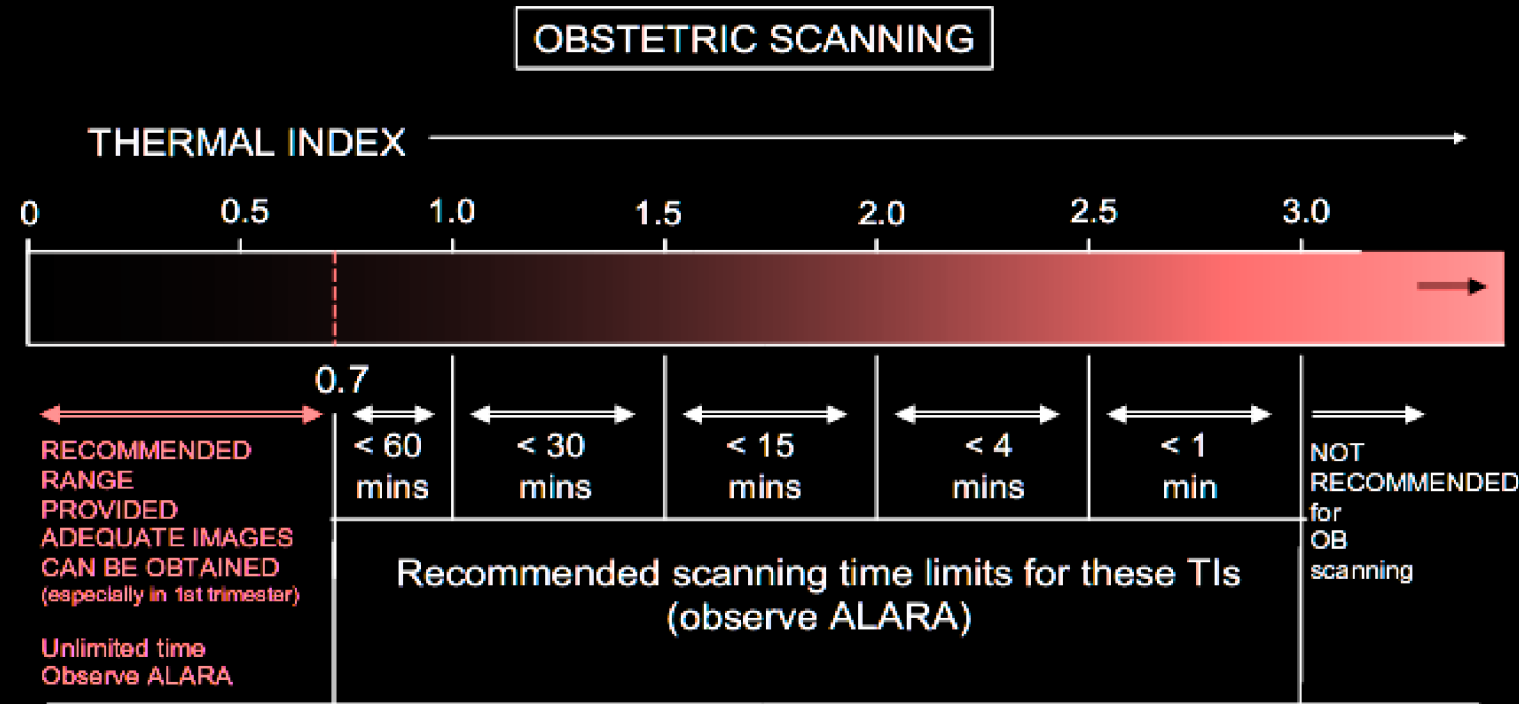 OBSTETRIC SCANNING
THERMAL INDEX
0 0.5 1.0 1.5 2.0 2.5 3.0
0.7
RECOMMENDED
RANGE
PROVIDED
ADEQUATE IMAGES
CAN BE OBTAINED
(especially in 1st trimester)
Unlimited time
Observe ALARA
< 60
mins
< 30
mins
< 15
mins
< 4
mins
< 1
min
NOT
RECOMMENDED
for
OB
scanning
Recommended scanning time limits for these TIs
(observe ALARA)